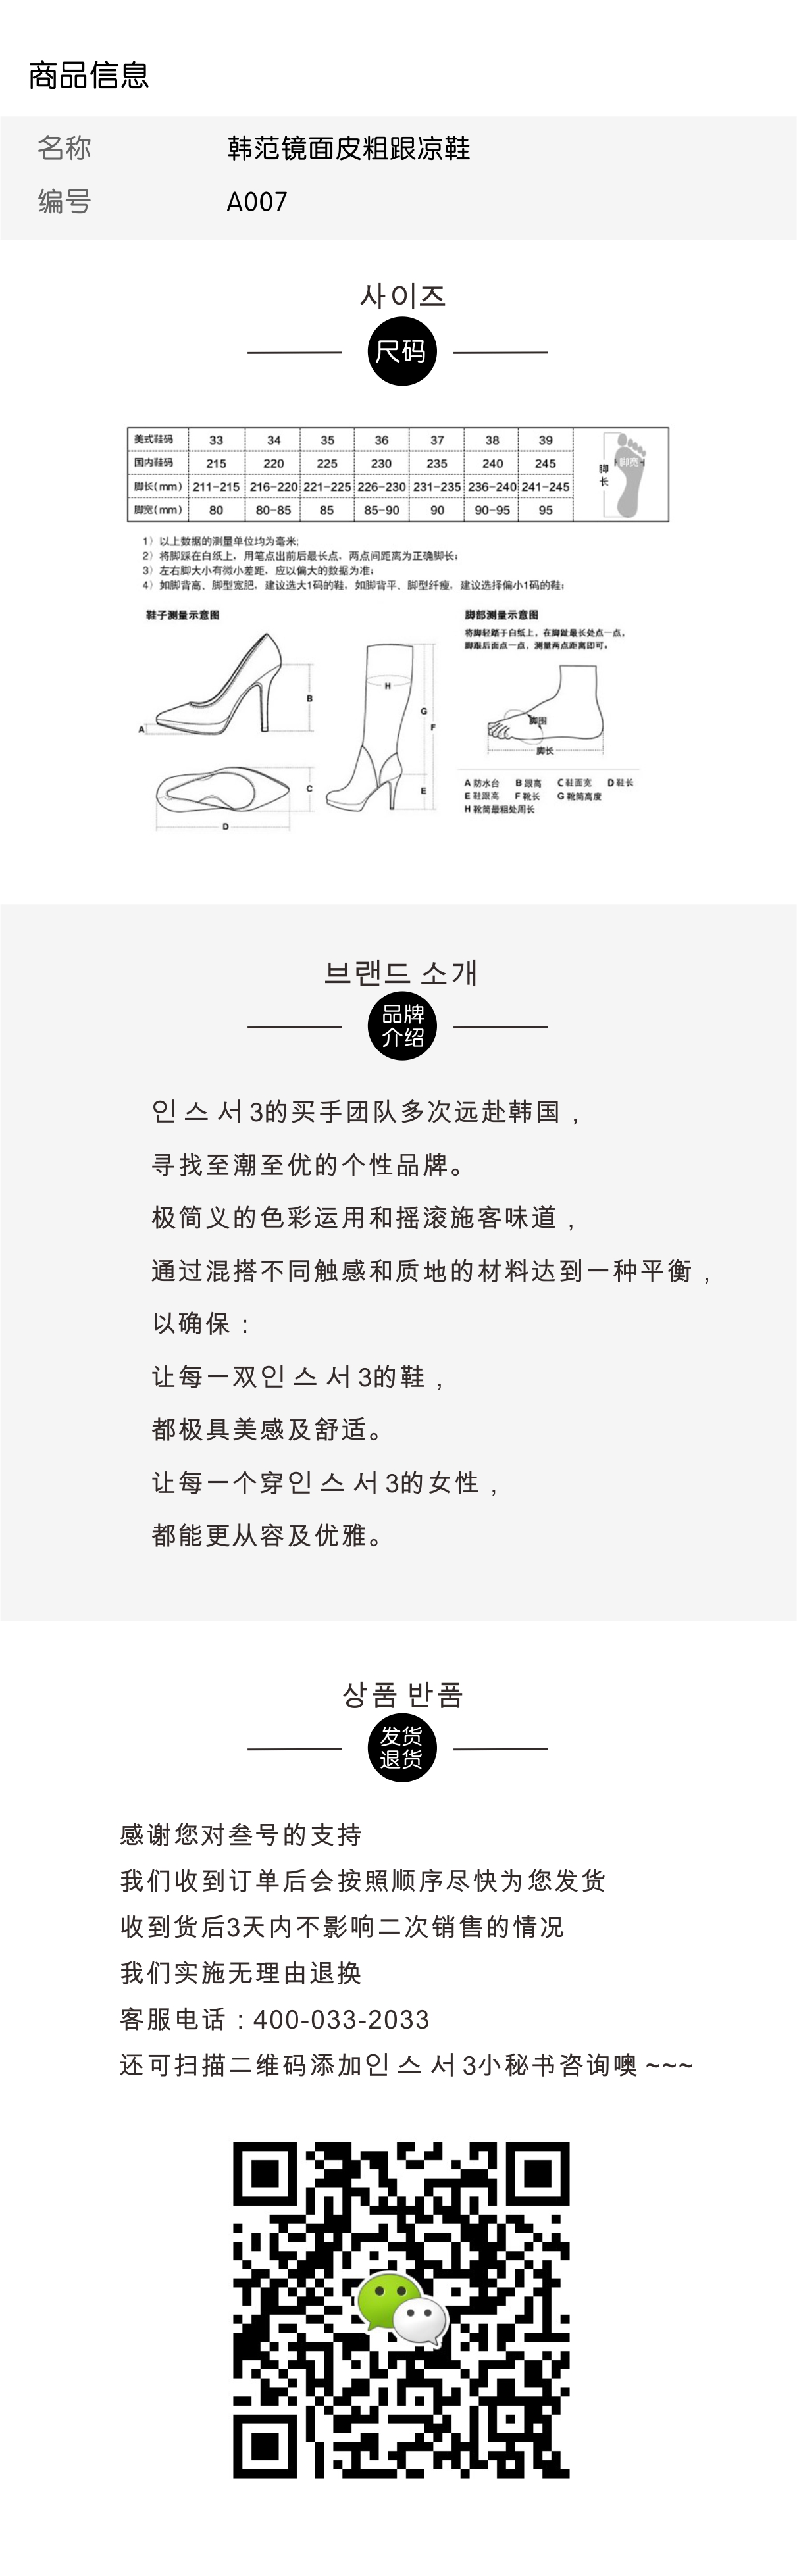 商品信息
名称 韩范镜面皮粗跟凉鞋
编号 A007
사이즈
尺码
美式鞋码 33 34 35 36 37 38 39
国内鞋码 215 220 225 230 235 240 245
脚长(mm) 211-215 216-220 221-225 226-230 231-235 236-240 241-245
脚宽(mm) 80 80-85 85 85-90 90 90-95 95
脚宽
脚长
1）以上数据的测量单位均为毫米;
2）将脚踩在白纸上，用笔点出前后最长点，两点间距离为正确脚长;
3）左右脚大小有微小差距，应以偏大的数据为准;
4）如脚背高、脚型宽肥，建议选大1码的鞋，如脚背平、脚型纤瘦，建议选择偏小1码的鞋;
鞋子测量示意图
A
B
C
D
H
G
F
E
脚部测量示意图
将脚轻踏于白纸上，在脚趾最长处点一点，
脚跟后面点一点，测量两点距离即可。
脚围
脚长
A 防水台 B 跟高 C 鞋面宽 D 鞋长
E 鞋跟高 F 靴长 G 靴筒高度
H 靴筒最粗处周长
브랜드 소개
品牌
介绍
인 스 서 3的买手团队多次远赴韩国，
寻找至潮至优的个性品牌。
极简义的色彩运用和摇滚施客味道，
通过混搭不同触感和质地的材料达到一种平衡，
以确保：
让每一双인 스 서 3的鞋，
都极具美感及舒适。
让每一个穿인 스 서 3的女性，
都能更从容及优雅。
상품 반품
发货
退货
感谢您对叁号的支持
我们收到订单后会按照顺序尽快为您发货
收到货后3天内不影响二次销售的情况
我们实施无理由退换
客服电话：400-033-2033
还可扫描二维码添加인 스 서 3小秘书咨询噢 ~~~